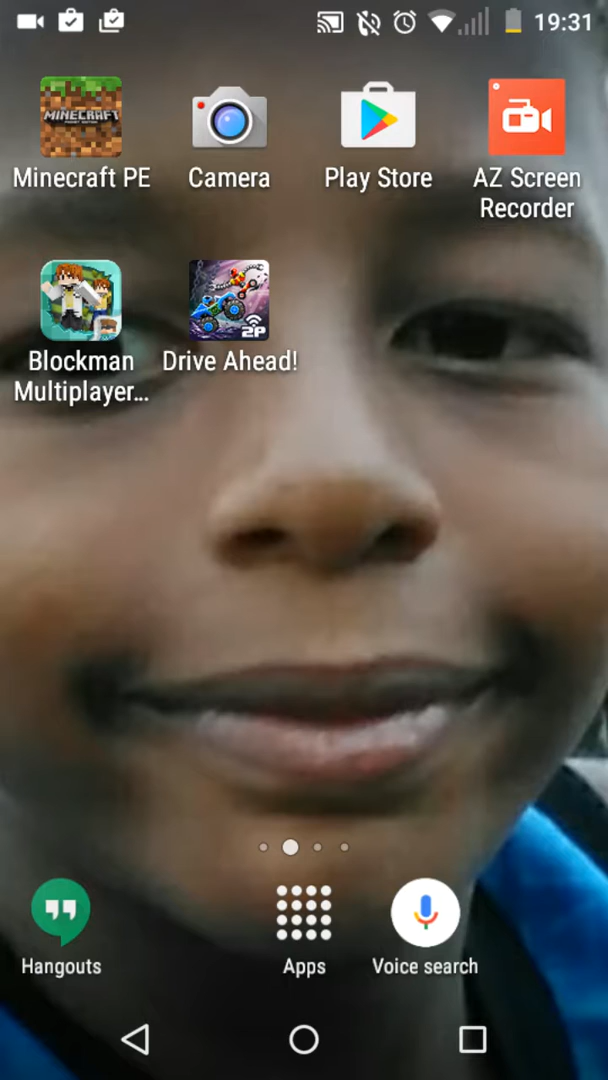 19:31
MINECRAFT
Minecraft PE
Camera
Play Store
AZ Screen
Recorder
2P
Blockman
Multiplayer...
Drive Ahead!
Hangouts
Apps
Voice search